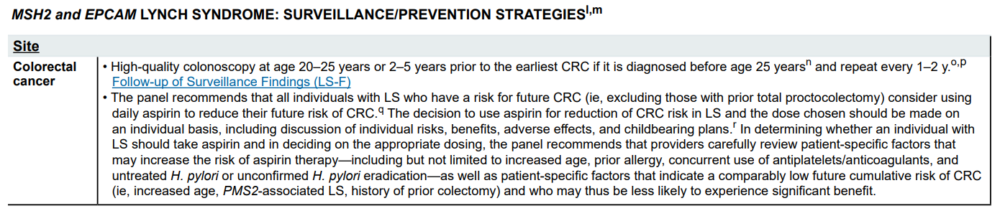 MSH2 and EPCAM LYNCH SYNDROME: SURVEILLANCE/PREVENTION STRATEGIESl,m
Site
Colorectal cancer
• High-quality colonoscopy at age 20–25 years or 2–5 years prior to the earliest CRC if it is diagnosed before age 25 yearsn and repeat every 1–2 y.o,p
Follow-up of Surveillance Findings (LS-F)
• The panel recommends that all individuals with LS who have a risk for future CRC (ie, excluding those with prior total proctocolectomy) consider using
daily aspirin to reduce their future risk of CRC.q The decision to use aspirin for reduction of CRC risk in LS and the dose chosen should be made on
an individual basis, including discussion of individual risks, benefits, adverse effects, and childbearing plans.r In determining whether an individual with
LS should take aspirin and in deciding on the appropriate dosing, the panel recommends that providers carefully review patient-specific factors that
may increase the risk of aspirin therapy—including but not limited to increased age, prior allergy, concurrent use of antiplatelets/anticoagulants, and
untreated H. pylori or unconfirmed H. pylori eradication—as well as patient-specific factors that indicate a comparably low future cumulative risk of CRC
(ie, increased age, PMS2-associated LS, history of prior colectomy) and who may thus be less likely to experience significant benefit.